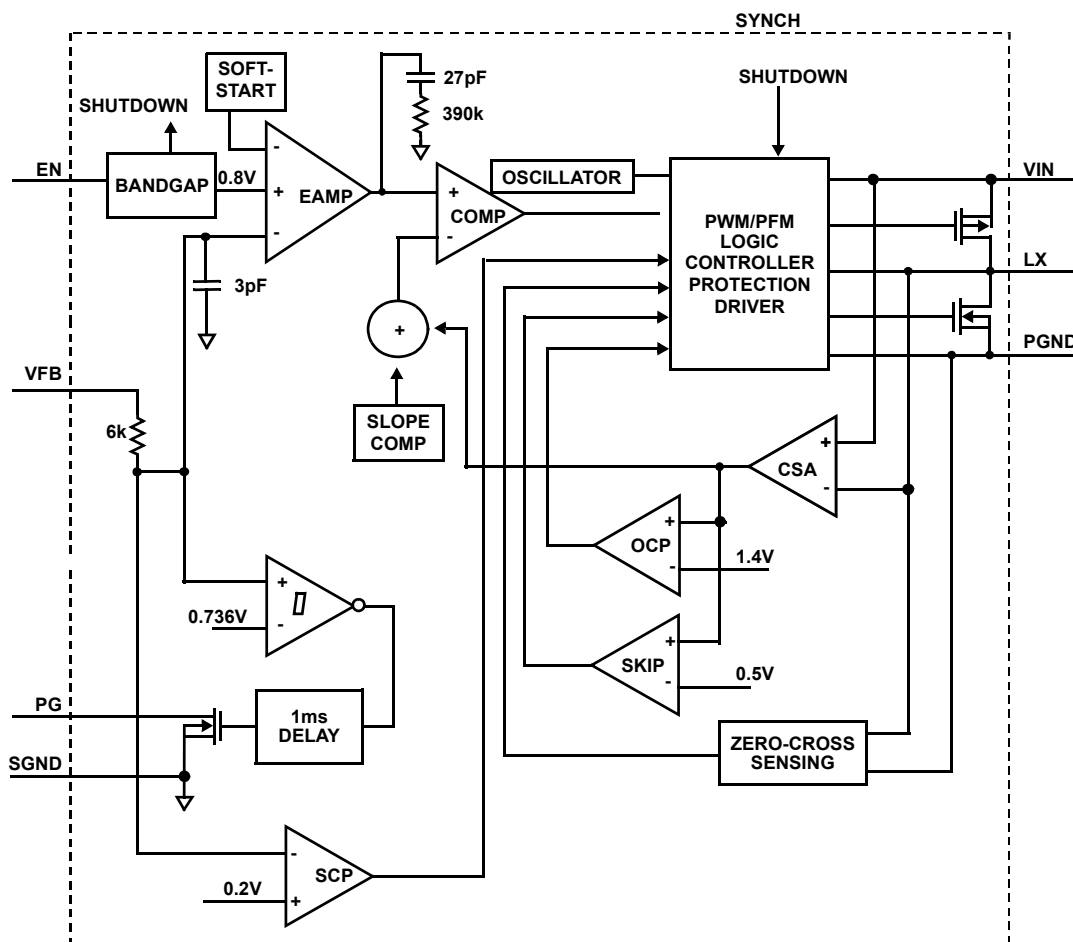 SYNCH
SOFT-
START
27pF
390k
SHUTDOWN
SHUTDOWN
EN
BANDGAP
0.8V
-
+
-
EAMP
+
-
COMP
OSCILLATOR
PWM/PFM
LOGIC
CONTROLLER
PROTECTION
DRIVER
VIN
LX
PGND
3pF
+
VFB
6k
SLOPE
COMP
+
-
CSA
+
-
OCP
1.4V
+
-
0.736V
+
-
SKIP
0.5V
PG
1ms
DELAY
SGND
ZERO-CROSS
SENSING
-
+
SCP
0.2V